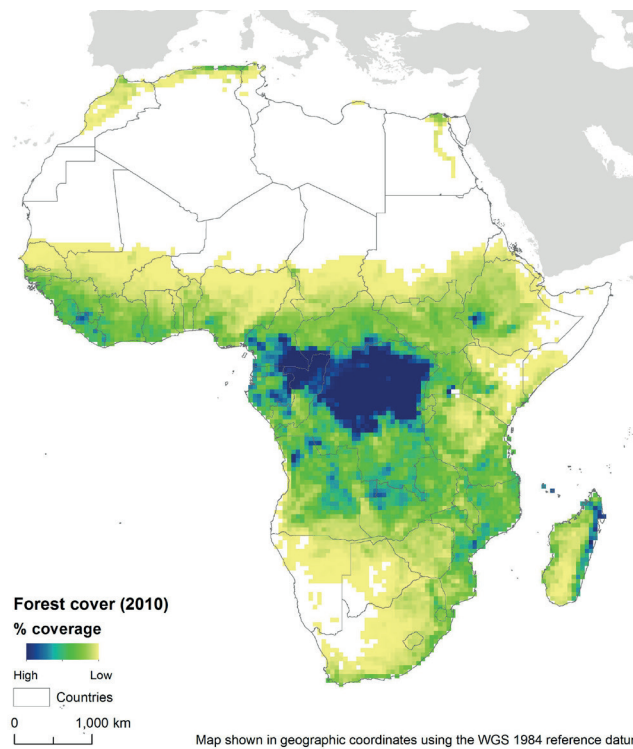 Forest cover (2010)
% coverage
High Low
Countries
0 1,000 km
Map shown in geographic coordinates using the WGS 1984 reference datum